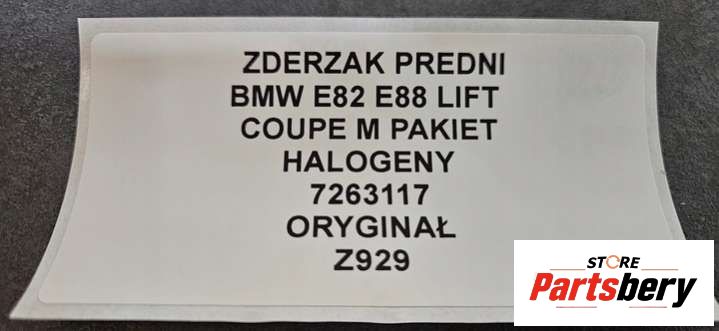 ZDERZAK PREDNI
BMW E82 E88 LIFT
COUPE M PAKIET
HALOGENY
7263117
ORYGINAŁ
Z929
STORE
Partsbery